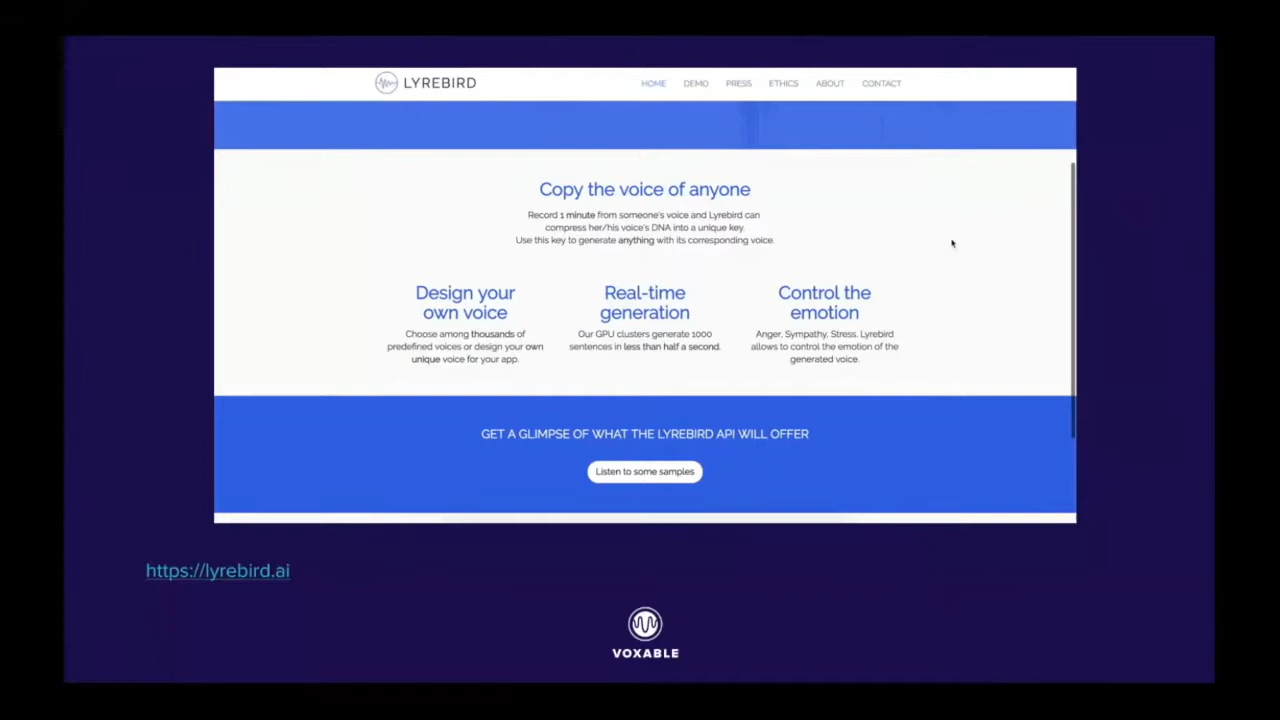 LYREBIRD
HOME DEMO PRESS ETHICS ABOUT CONTACT
Copy the voice of anyone
Record 1 minute from someone's voice and Lyrebird can
compress her/his voice's DNA into a unique key.
Use this key to generate anything with its corresponding voice.
Design your
own voice
Choose among thousands of
predefined voices or design your own
unique voice for your app.
Real-time
generation
Our GPU clusters generate 1000
sentences in less than half a second.
Control the
emotion
Anger, Sympathy, Stress. Lyrebird
allows to control the emotion of the
generated voice.
GET A GLIMPSE OF WHAT THE LYREBIRD API WILL OFFER
Listen to some samples
https://lyrebird.ai
VOXABLE